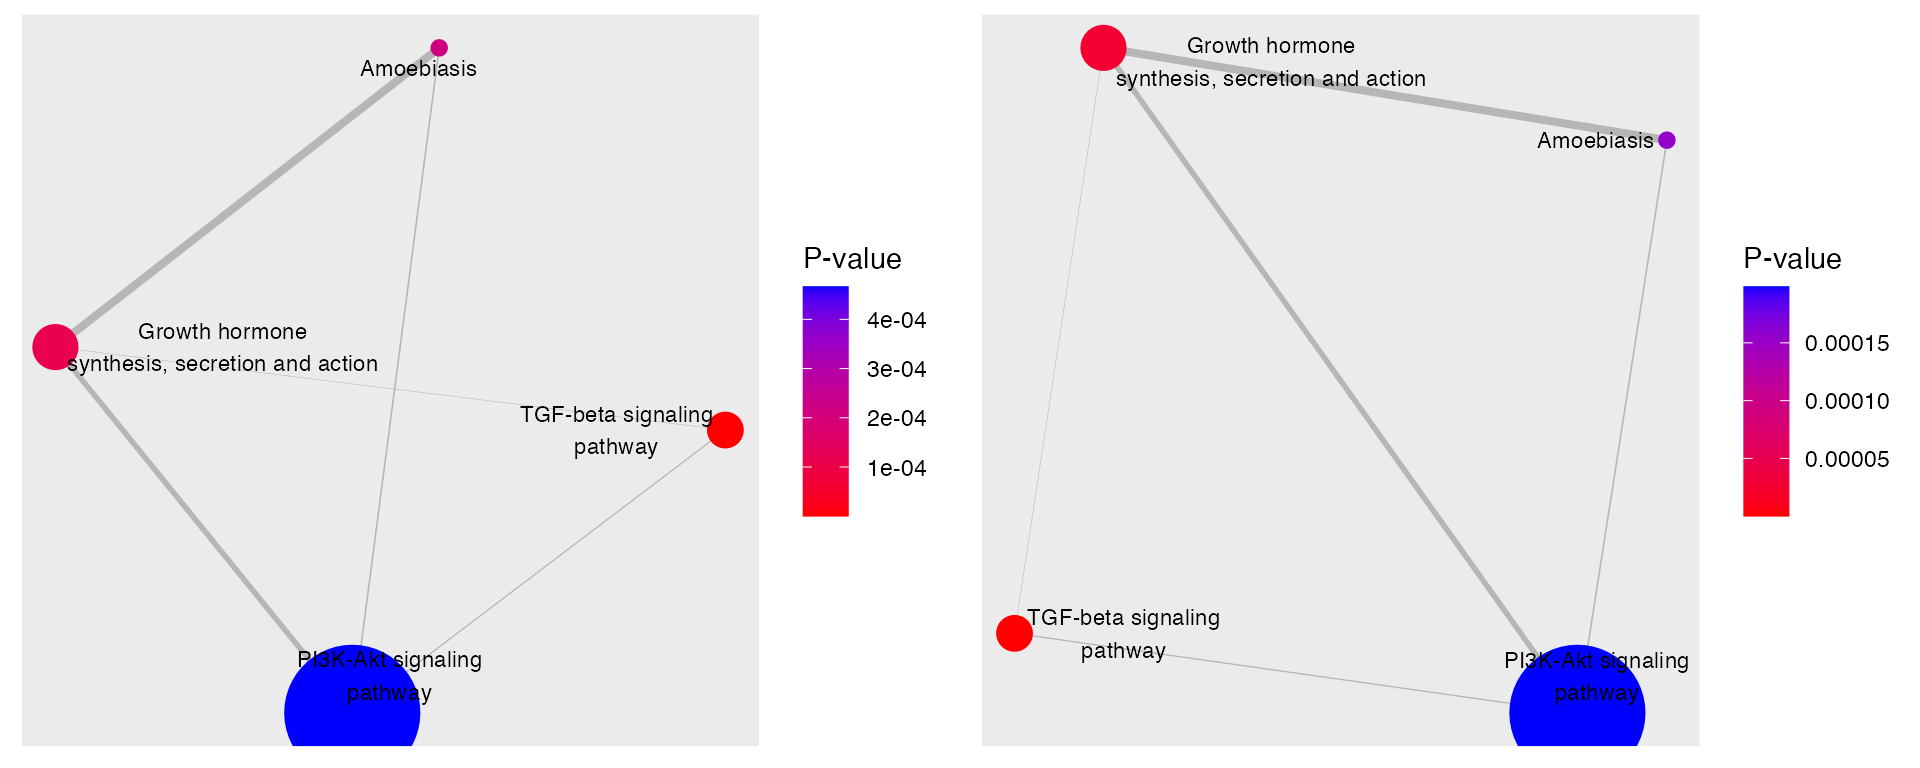 Amoebiasis
Growth hormone
synthesis, secretion and action
TGF-beta signaling
pathway
PI3K-Akt signaling
pathway
P-value
4e-04
3e-04
2e-04
1e-04
Growth hormone
synthesis, secretion and action
Amoebiasis
TGF-beta signaling
pathway
PI3K-Akt signaling
pathway
P-value
0.00015
0.00010
0.00005